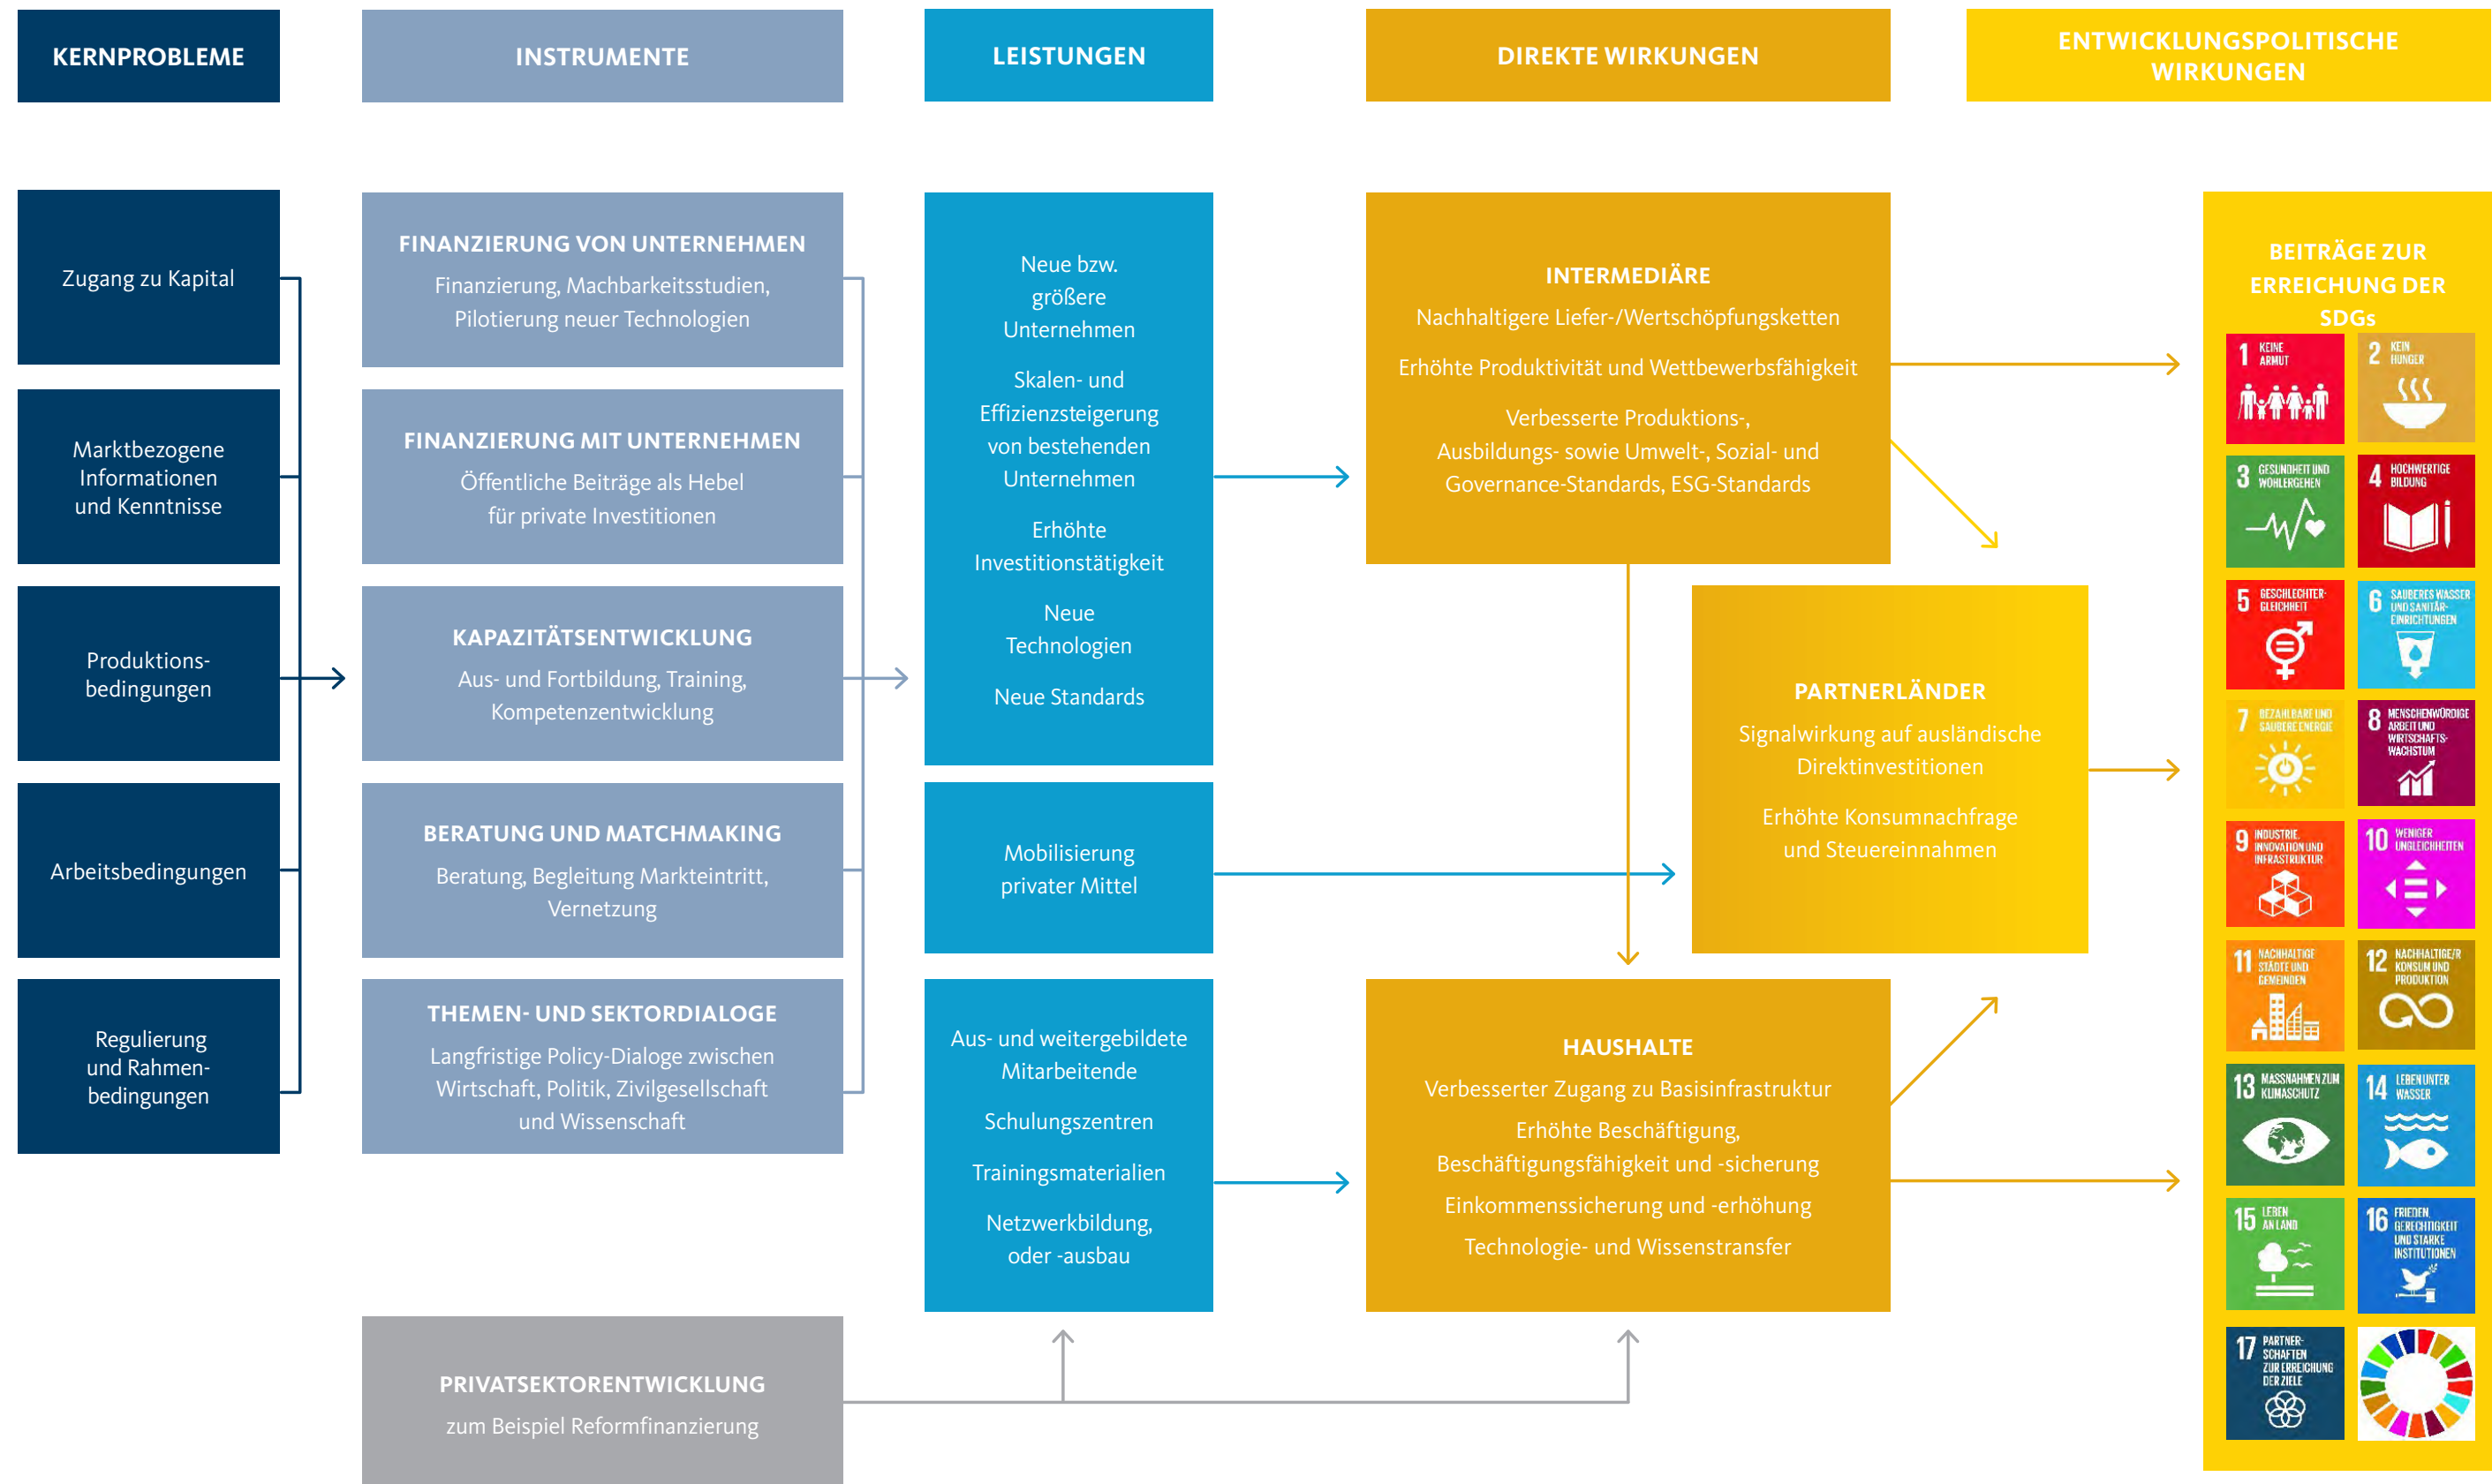 KERNPROBLEME
INSTRUMENTE
LEISTUNGEN
DIREKTE WIRKUNGEN
ENTWICKLUNGSPOLITISCHE
WIRKUNGEN
Zugang zu Kapital
Marktbezogene
Informationen
und Kenntnisse
Produktions-
bedingungen
Arbeitsbedingungen
Regulierung
und Rahmen-
bedingungen
FINANZIERUNG VON UNTERNEHMEN
Finanzierung, Machbarkeitsstudien,
Pilotierung neuer Technologien
FINANZIERUNG MIT UNTERNEHMEN
Öffentliche Beiträge als Hebel
für private Investitionen
KAPAZITÄTSENTWICKLUNG
Aus- und Fortbildung, Training,
Kompetenzentwicklung
BERATUNG UND MATCHMAKING
Beratung, Begleitung Markteintritt,
Vernetzung
THEMEN- UND SEKTORDIALOGE
Langfristige Policy-Dialoge zwischen
Wirtschaft, Politik, Zivilgesellschaft
und Wissenschaft
PRIVATSEKTORENTWICKLUNG
zum Beispiel Reformfinanzierung
Neue bzw.
größere
Unternehmen
Skalen- und
Effizienzsteigerung
von bestehenden
Unternehmen
Erhöhte
Investitionstätigkeit
Neue
Technologien
Neue Standards
Mobilisierung
privater Mittel
Aus- und weitergebildete
Mitarbeitende
Schulungszentren
Trainingsmaterialien
Netzwerkbildung,
oder -ausbau
INTERMEDIÄRE
Nachhaltigere Liefer-/Wertschöpfungsketten
Erhöhte Produktivität und Wettbewerbsfähigkeit
Verbesserte Produktions-,
Ausbildungs- sowie Umwelt-, Sozial- und
Governance-Standards, ESG-Standards
PARTNERLÄNDER
Signalwirkung auf ausländische
Direktinvestitionen
Erhöhte Konsumnachfrage
und Steuereinnahmen
HAUSHALTE
Verbesserter Zugang zu Basisinfrastruktur
Erhöhte Beschäftigung,
Beschäftigungsfähigkeit und -sicherung
Einkommenssicherung und -erhöhung
Technologie- und Wissenstransfer
BEITRÄGE ZUR
ERREICHUNG DER
SDGs
1 KEINE
ARMUT
2 KEIN
HUNGER
3 GESUNDHEIT UND
WOHLERGEHEN
4 HOCHWERTIGE
BILDUNG
5 GESCHLECHTER-
GLEICHHEIT
6 SAUBERES WASSER
UND SANITÄR-
EINRICHTUNGEN
7 BEZAHLBARE UND
SAUBERE ENERGIE
8 MENSCHENWÜRDIGE
ARBEIT UND
WIRTSCHAFTS-
WACHSTUM
9 INDUSTRIE,
INNOVATION UND
INFRASTRUKTUR
10 WENIGER
UNGLEICHHEITEN
11 NACHHALTIGE
STÄDTE UND
GEMEINDEN
12 NACHHALTIGE/R
KONSUM UND
PRODUKTION
13 MASSNAHMEN ZUM
KLIMASCHUTZ
14 LEBEN UNTER
WASSER
15 LEBEN
AN LAND
16 FRIEDEN,
GERECHTIGKEIT
UND STARKE
INSTITUTIONEN
17 PARTNER-
SCHAFTEN
ZUR ERREICHUNG
DER ZIELE